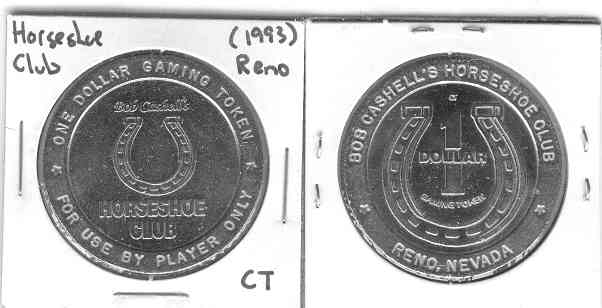 Horseshoe
Club
(1993)
Reno
ONE DOLLAR GAMING TOKEN
Bob Cashell's
HORSESHOE
CLUB
FOR USE BY PLAYER ONLY
CT
BOB CASHELL'S HORSESHOE CLUB
CT
1
DOLLAR
GAMING TOKEN
RENO, NEVADA